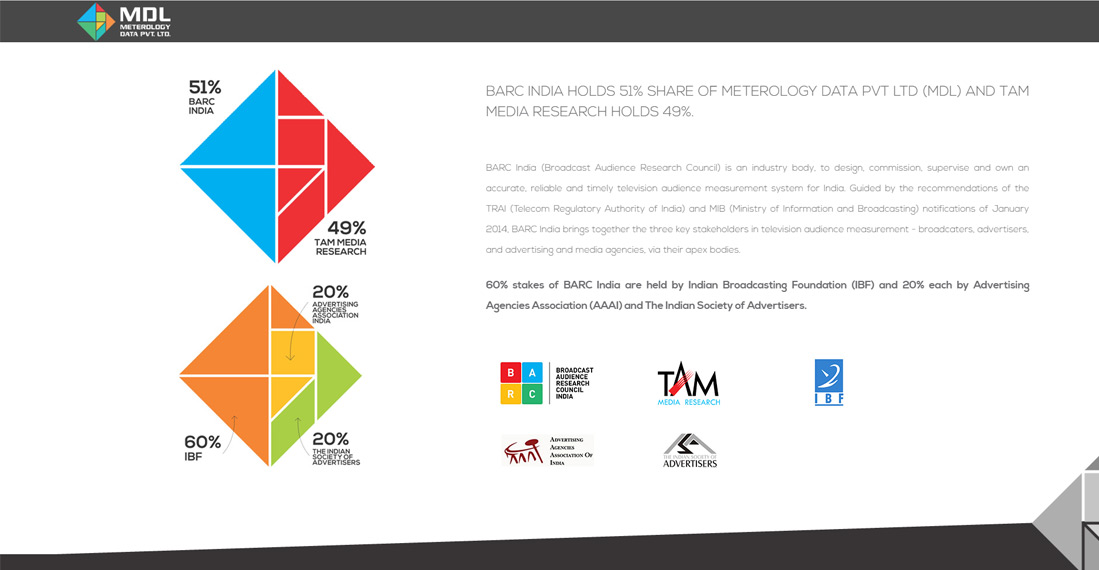 MDL
METEROLOGY
DATA PVT. LTD.
51%
BARC
INDIA
49%
TAM MEDIA
RESEARCH
20%
ADVERTISING
AGENCIES
ASSOCIATION
INDIA
60%
IBF
20%
THE INDIAN
SOCIETY OF
ADVERTISERS
BARC INDIA HOLDS 51% SHARE OF METEROLOGY DATA PVT LTD (MDL) AND TAM
MEDIA RESEARCH HOLDS 49%.
BARC India (Broadcast Audience Research Council) is an industry body, to design, commission, supervise and own an
accurate, reliable and timely television audience measurement system for India. Guided by the recommendations of the
TRAI (Telecom Regulatory Authority of India) and MIB (Ministry of Information and Broadcasting) notifications of January
2014, BARC India brings together the three key stakeholders in television audience measurement - broadcaters, advertisers,
and advertising and media agencies, via their apex bodies.
60% stakes of BARC India are held by Indian Broadcasting Foundation (IBF) and 20% each by Advertising
Agencies Association (AAAI) and The Indian Society of Advertisers.
B A
R C
BROADCAST
AUDIENCE
RESEARCH
COUNCIL
INDIA
TAM
MEDIA RESEARCH
IBF
ADVERTISING
AGENCIES
ASSOCIATION OF
INDIA
THE INDIAN SOCIETY OF
ADVERTISERS